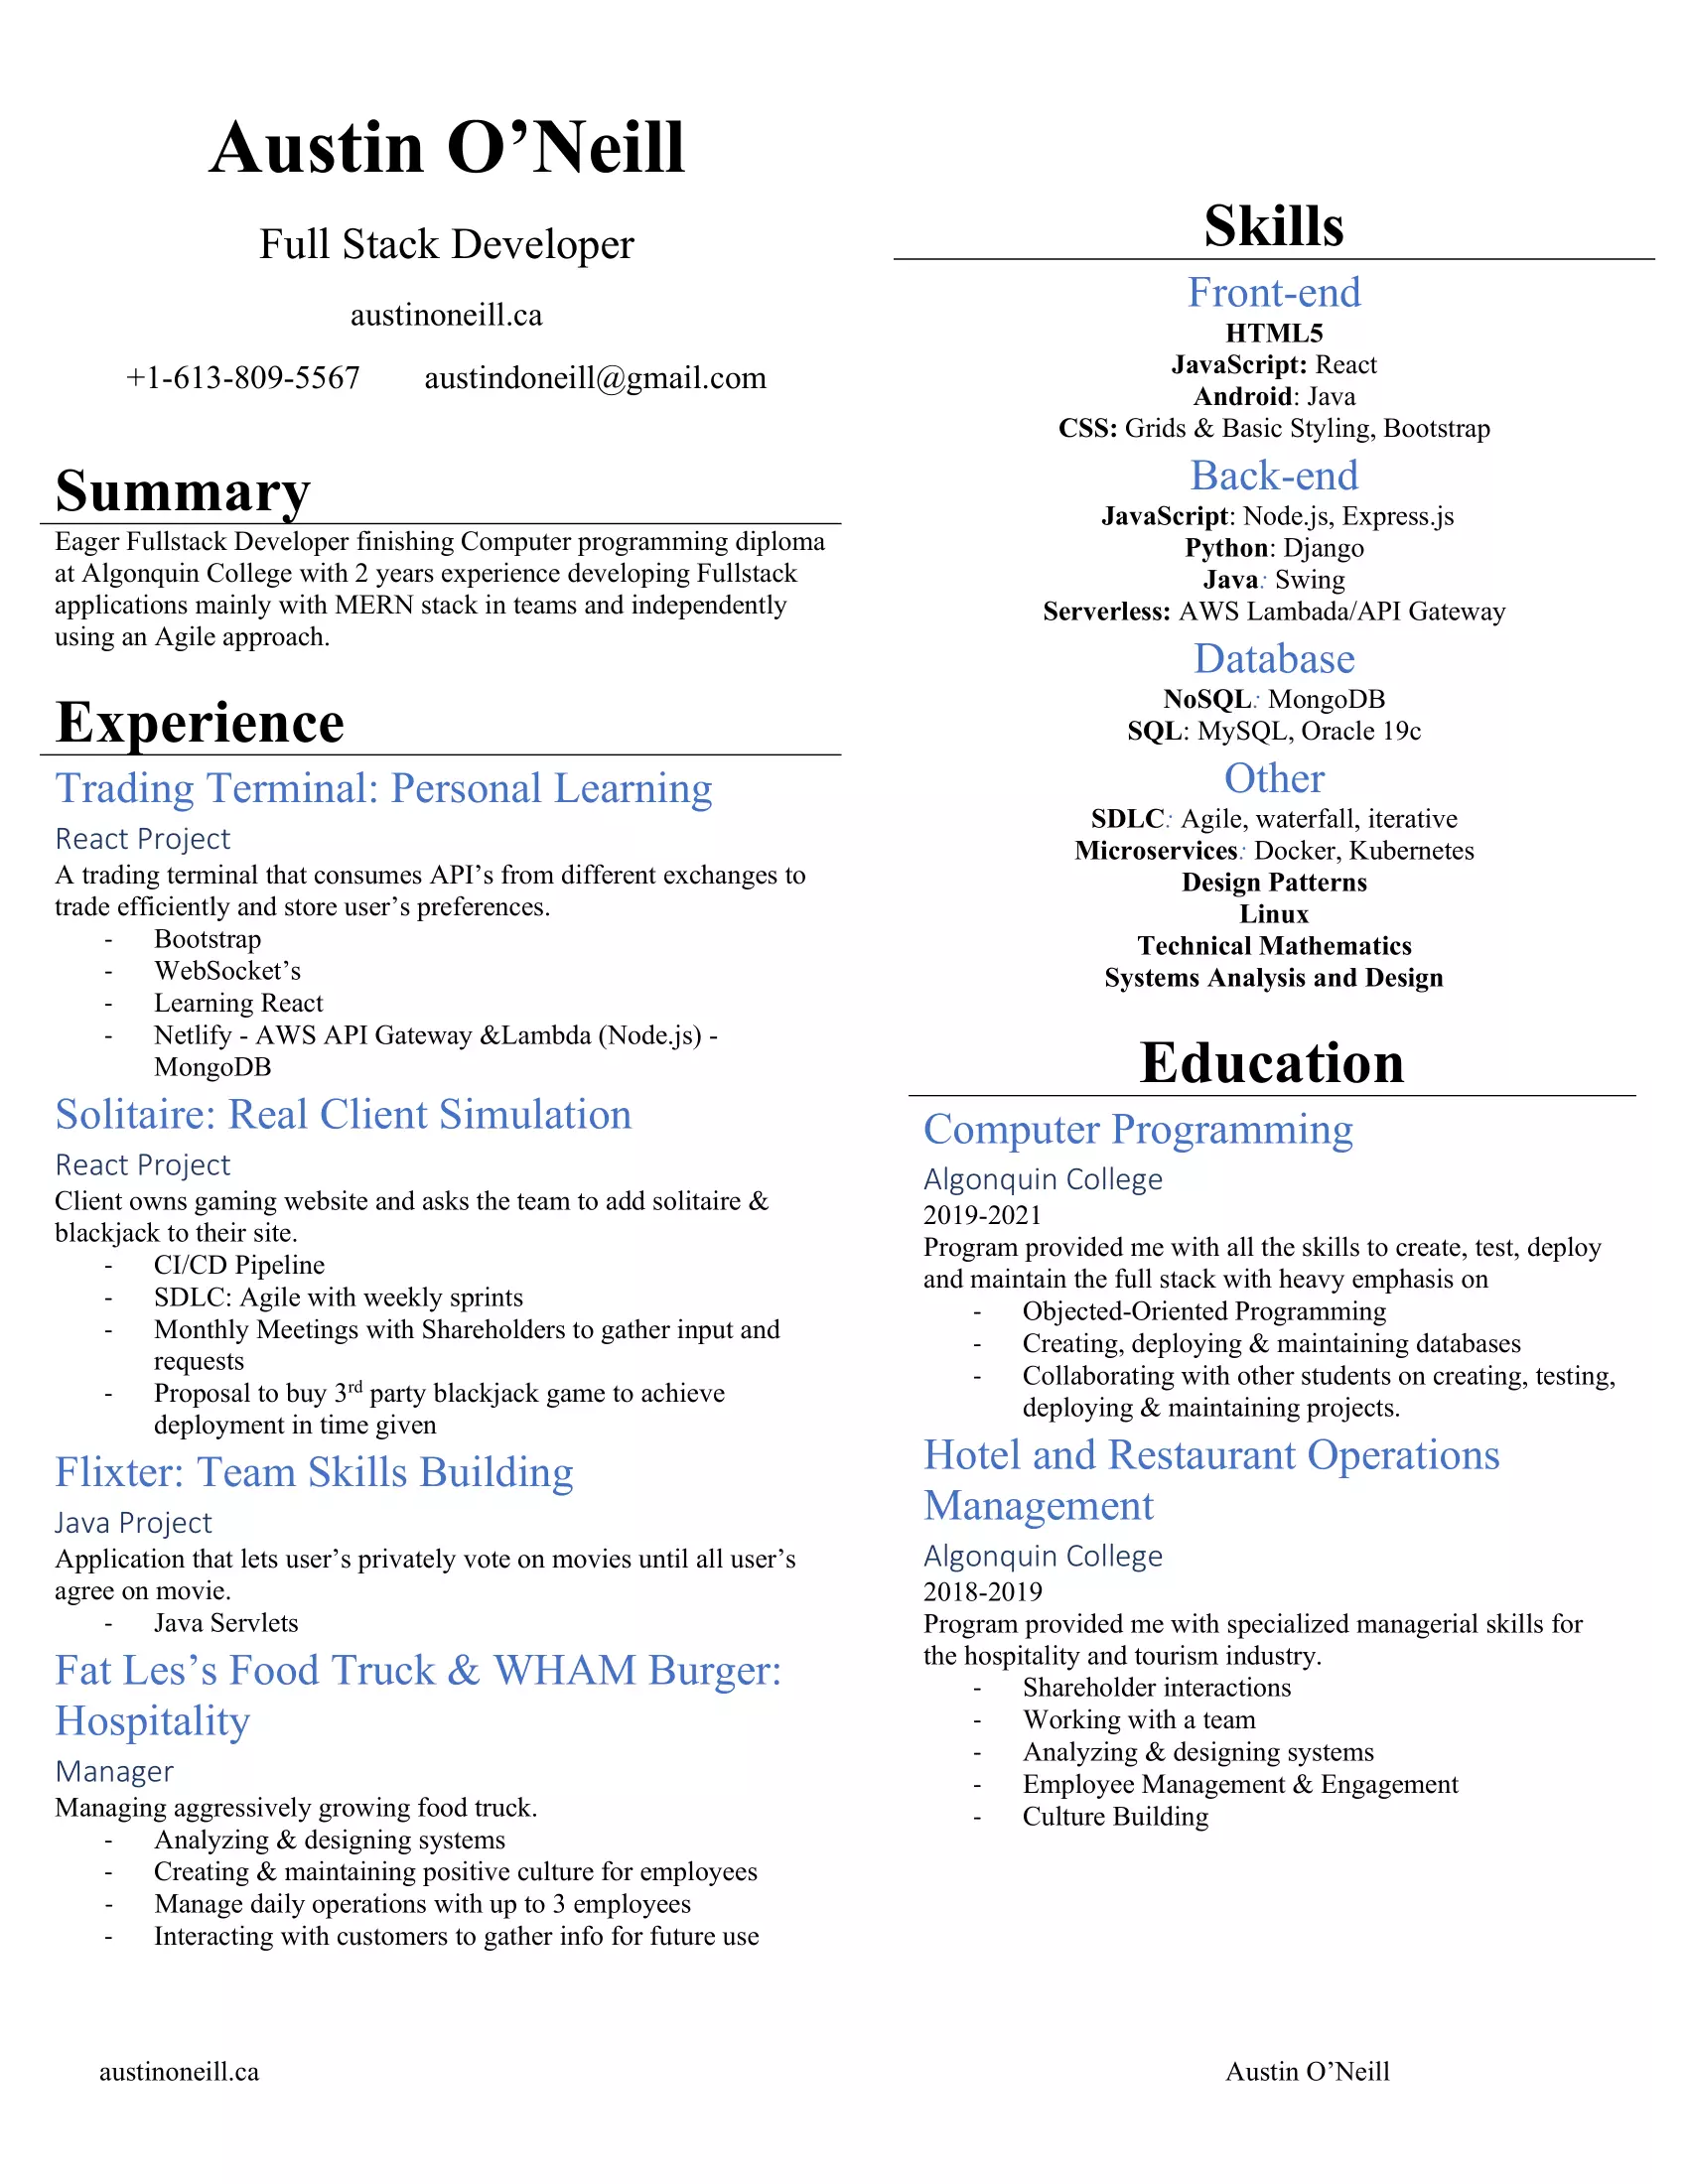 Austin O’Neill
Full Stack Developer
austinoneill.ca
+1-613-809-5567 austindoneill@gmail.com
Summary
Eager Fullstack Developer finishing Computer programming diploma
at Algonquin College with 2 years experience developing Fullstack
applications mainly with MERN stack in teams and independently
using an Agile approach.
Experience
Trading Terminal: Personal Learning
React Project
A trading terminal that consumes API’s from different exchanges to
trade efficiently and store user’s preferences.
- Bootstrap
- WebSocket’s
- Learning React
- Netlify - AWS API Gateway &Lambda (Node.js) -
MongoDB
Solitaire: Real Client Simulation
React Project
Client owns gaming website and asks the team to add solitaire &
blackjack to their site.
- CI/CD Pipeline
- SDLC: Agile with weekly sprints
- Monthly Meetings with Shareholders to gather input and
requests
- Proposal to buy 3rd party blackjack game to achieve
deployment in time given
Flixter: Team Skills Building
Java Project
Application that lets user’s privately vote on movies until all user’s
agree on movie.
- Java Servlets
Fat Les’s Food Truck & WHAM Burger:
Hospitality
Manager
Managing aggressively growing food truck.
- Analyzing & designing systems
- Creating & maintaining positive culture for employees
- Manage daily operations with up to 3 employees
- Interacting with customers to gather info for future use
Skills
Front-end
HTML5
JavaScript: React
Android: Java
CSS: Grids & Basic Styling, Bootstrap
Back-end
JavaScript: Node.js, Express.js
Python: Django
Java: Swing
Serverless: AWS Lambada/API Gateway
Database
NoSQL: MongoDB
SQL: MySQL, Oracle 19c
Other
SDLC: Agile, waterfall, iterative
Microservices: Docker, Kubernetes
Design Patterns
Linux
Technical Mathematics
Systems Analysis and Design
Education
Computer Programming
Algonquin College
2019-2021
Program provided me with all the skills to create, test, deploy
and maintain the full stack with heavy emphasis on
- Objected-Oriented Programming
- Creating, deploying & maintaining databases
- Collaborating with other students on creating, testing,
deploying & maintaining projects.
Hotel and Restaurant Operations
Management
Algonquin College
2018-2019
Program provided me with specialized managerial skills for
the hospitality and tourism industry.
- Shareholder interactions
- Working with a team
- Analyzing & designing systems
- Employee Management & Engagement
- Culture Building
austinoneill.ca
Austin O’Neill